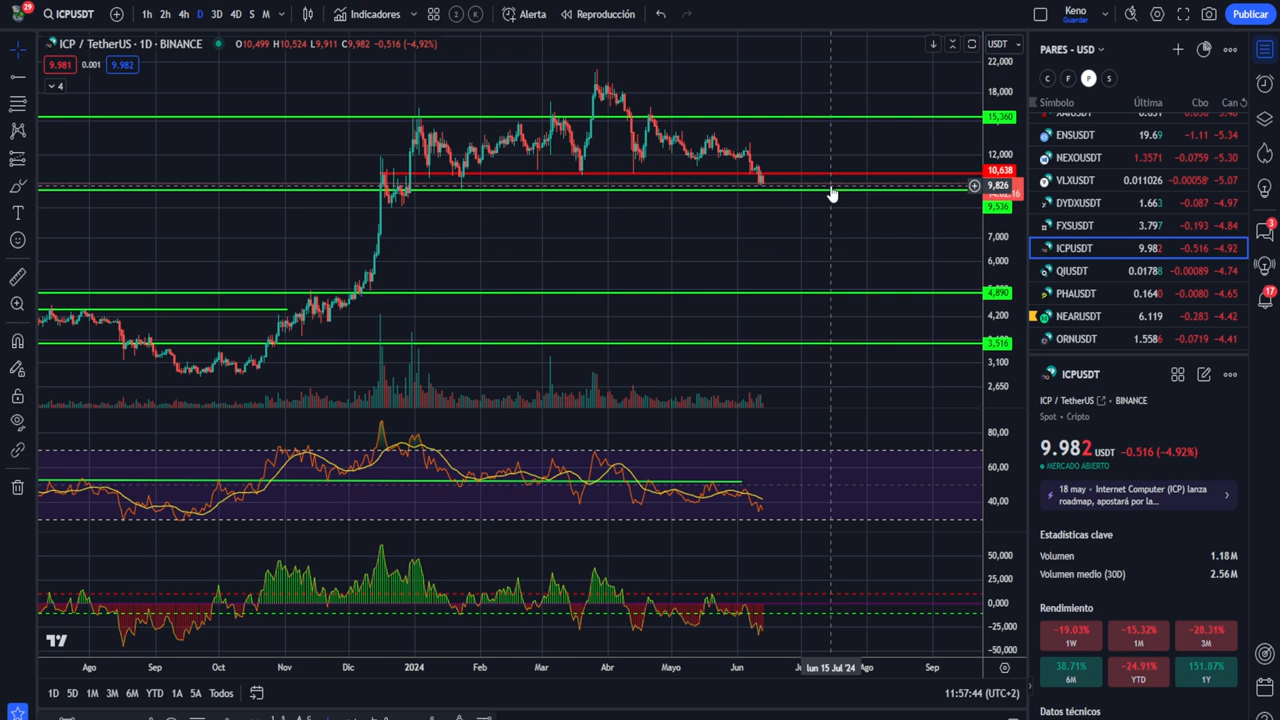 29
ICPUSDT
1h 2h 4h D 3D 4D S M
Indicadores
2
K
Alerta
Reproducción
Keno
Guardar
Publicar
ICP / TetherUS · 1D · BINANCE
O10,499 H10,524 L9,911 C9,982 -0,516 (-4,92%)
9.981 0.001 9.982
4
USDT
22,000
18,000
15,360
12,000
10,638
9,826
9,536
7,000
6,000
4,890
4,200
3,516
3,100
2,650
80,00
60,00
40,00
50,000
25,000
0,000
-25,000
-50,000
Ago Sep Oct Nov Dic 2024 Feb Mar Abr Mayo Jun lun 15 Jul '24 Ago Sep
1D 5D 1M 3M 6M YTD 1A 5A Todos
11:57:44 (UTC+2)
PARES - USD
C F P S
Símbolo Última Cbo Can
ENSUSDT 19.69 -1.11 -5.34
NEXOUSDT 1.3571 -0.0759 -5.30
VLXUSDT 0.011026 -0.00058 -5.07
DYDXUSDT 1.663 -0.087 -4.97
FXSUSDT 3.797 -0.193 -4.84
ICPUSDT 9.982 -0.516 -4.92
QIUSDT 0.01788 -0.00089 -4.74
PHAUSDT 0.1640 -0.0080 -4.65
NEARUSDT 6.119 -0.283 -4.42
ORNUSDT 1.5586 -0.0719 -4.41
ICPUSDT
ICP / TetherUS · BINANCE
Spot · Cripto
9.982 USDT -0.516 (-4.92%)
MERCADO ABIERTO
18 may · Internet Computer (ICP) lanza
roadmap, apostará por la...
Estadísticas clave
Volumen 1.18 M
Volumen medio (30D) 2.56 M
Rendimiento
-19.03% -15.32% -28.31%
1W 1M 3M
38.71% -24.91% 151.87%
6M YTD 1Y
Datos técnicos
3
17